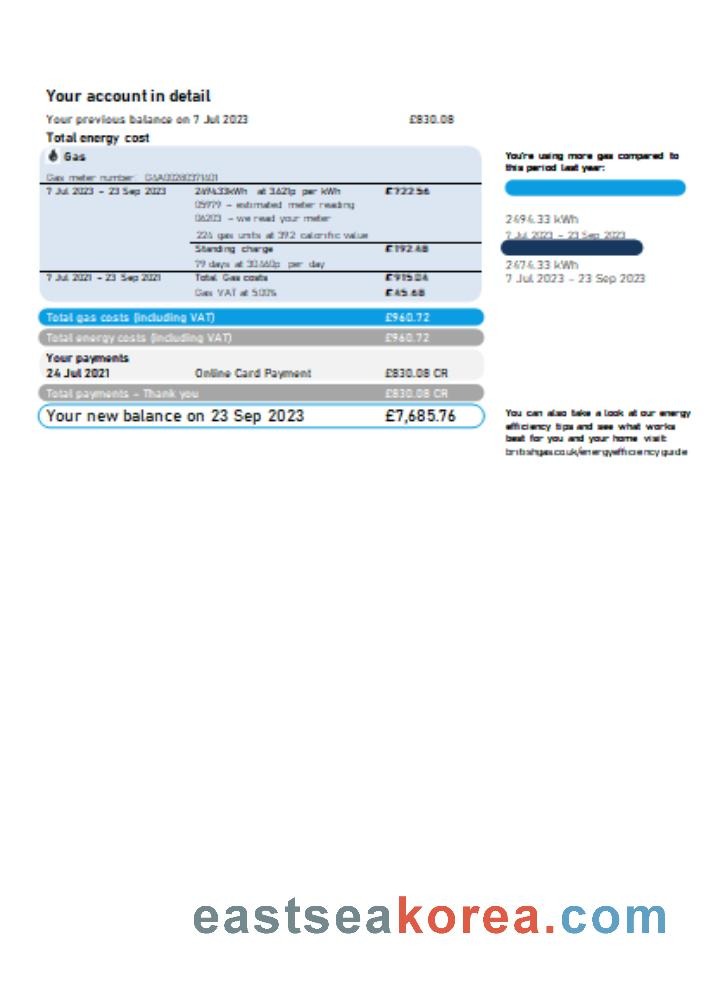 Your account in detail
Your previous balance on 7 Jul 2023 £830.08
Total energy cost
Gas
Gas meter number:
7 Jul 2023 – 23 Sep 2023 at 3.621p per kWh £722.56
05979 – estimated meter reading
06203 – we read your meter
224 gas units at 39.2 calorific value
Standing charge £192.48
79 days at per day
7 Jul 2021 – 23 Sep 2021 Total Gas costs £915.04
Gas VAT at 5.00% £45.68
Total gas costs (including VAT) £960.72
Total energy costs (including VAT) £960.72
Your payments
24 Jul 2021 Online Card Payment £830.08 CR
Total payments – Thank you £830.08 CR
Your new balance on 23 Sep 2023 £7,685.76
You're using more gas compared to
this period last year:
2494.33 kWh
7 Jul 2023 – 23 Sep 2023
2474.33 kWh
7 Jul 2023 – 23 Sep 2023
You can also take a look at our energy
efficiency tips and see what works
best for you and your home visit:
britishgas.co.uk/energyefficiencyguide
eastseakorea.com